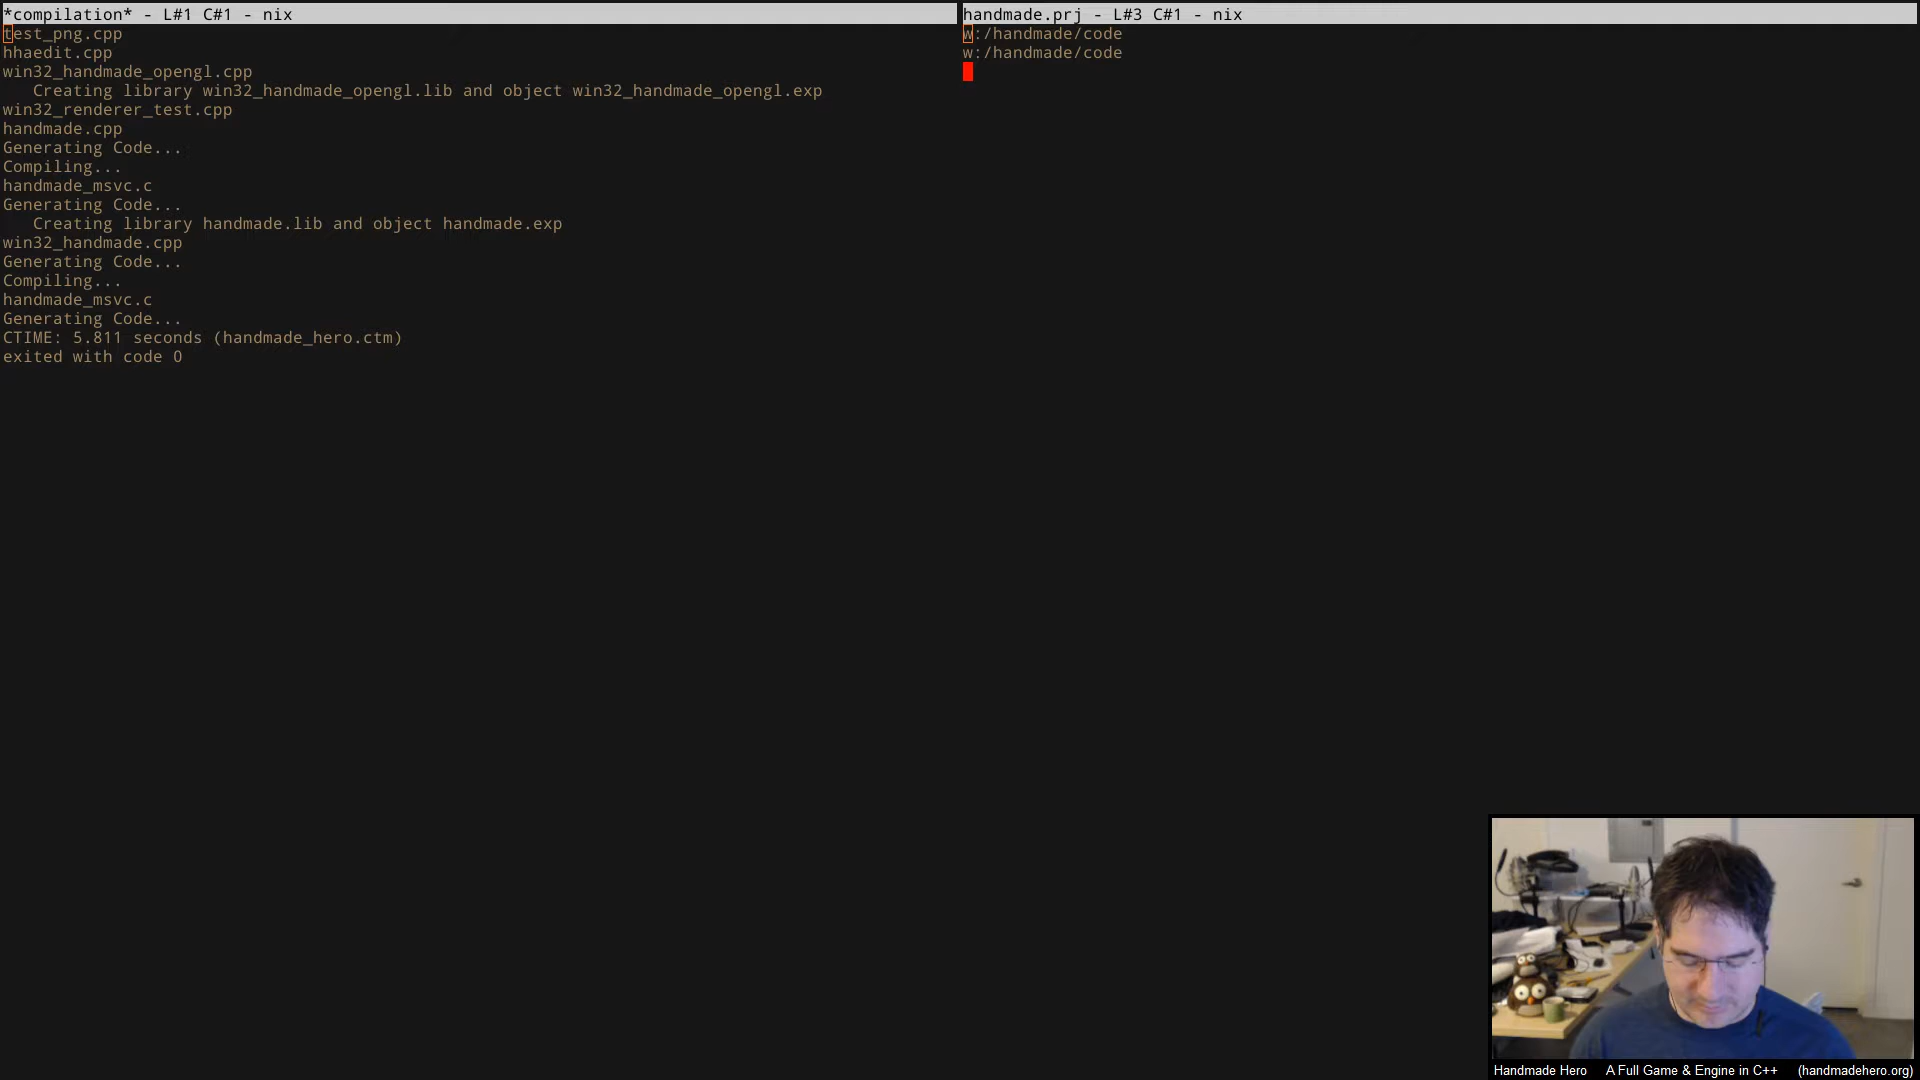 *compilation* - L#1 C#1 - nix
test_png.cpp
hhaedit.cpp
win32_handmade_opengl.cpp
Creating library win32_handmade_opengl.lib and object win32_handmade_opengl.exp
win32_renderer_test.cpp
handmade.cpp
Generating Code...
Compiling...
handmade_msvc.c
Generating Code...
Creating library handmade.lib and object handmade.exp
win32_handmade.cpp
Generating Code...
Compiling...
handmade_msvc.c
Generating Code...
CTIME: 5.811 seconds (handmade_hero.ctm)
exited with code 0
handmade.prj - L#3 C#1 - nix
w:/handmade/code
w:/handmade/code
Handmade Hero A Full Game & Engine in C++ (handmadehero.org)